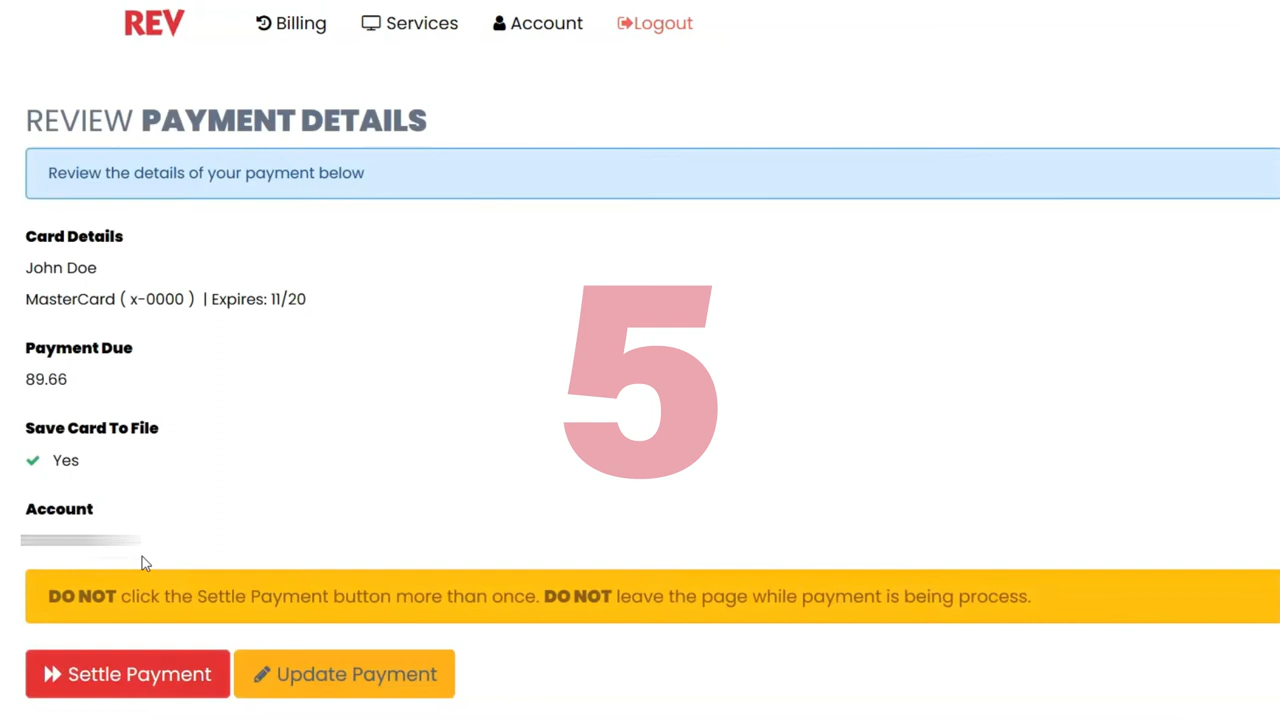 REV Billing Services Account Logout
REVIEW PAYMENT DETAILS
Review the details of your payment below
Card Details
John Doe
MasterCard ( x-0000 ) | Expires: 11/20
5
Payment Due
89.66
Save Card To File
Yes
Account
DO NOT click the Settle Payment button more than once. DO NOT leave the page while payment is being process.
Settle Payment Update Payment